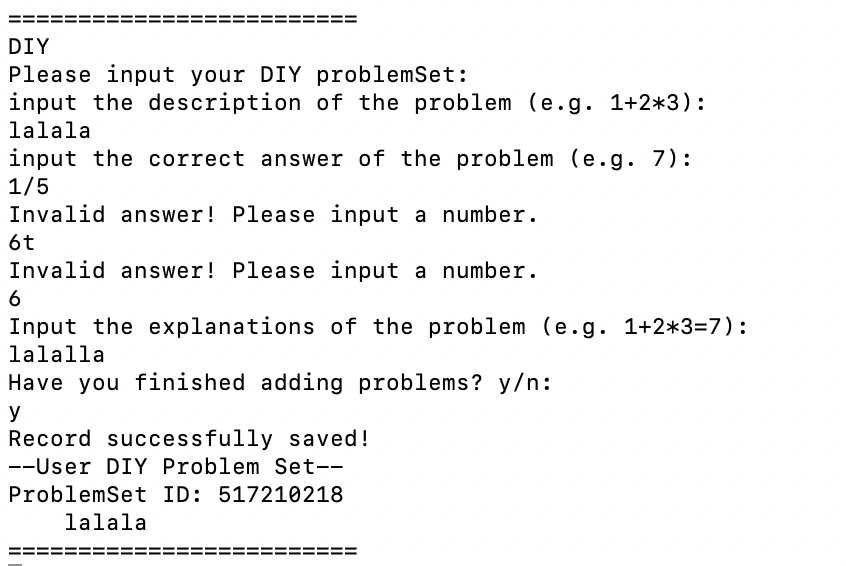 =========================
DIY
Please input your DIY problemSet:
input the description of the problem (e.g. 1+2*3):
lalala
input the correct answer of the problem (e.g. 7):
1/5
Invalid answer! Please input a number.
6t
Invalid answer! Please input a number.
6
Input the explanations of the problem (e.g. 1+2*3=7):
lalalla
Have you finished adding problems? y/n:
y
Record successfully saved!
--User DIY Problem Set--
ProblemSet ID: 517210218
    lalala
=========================